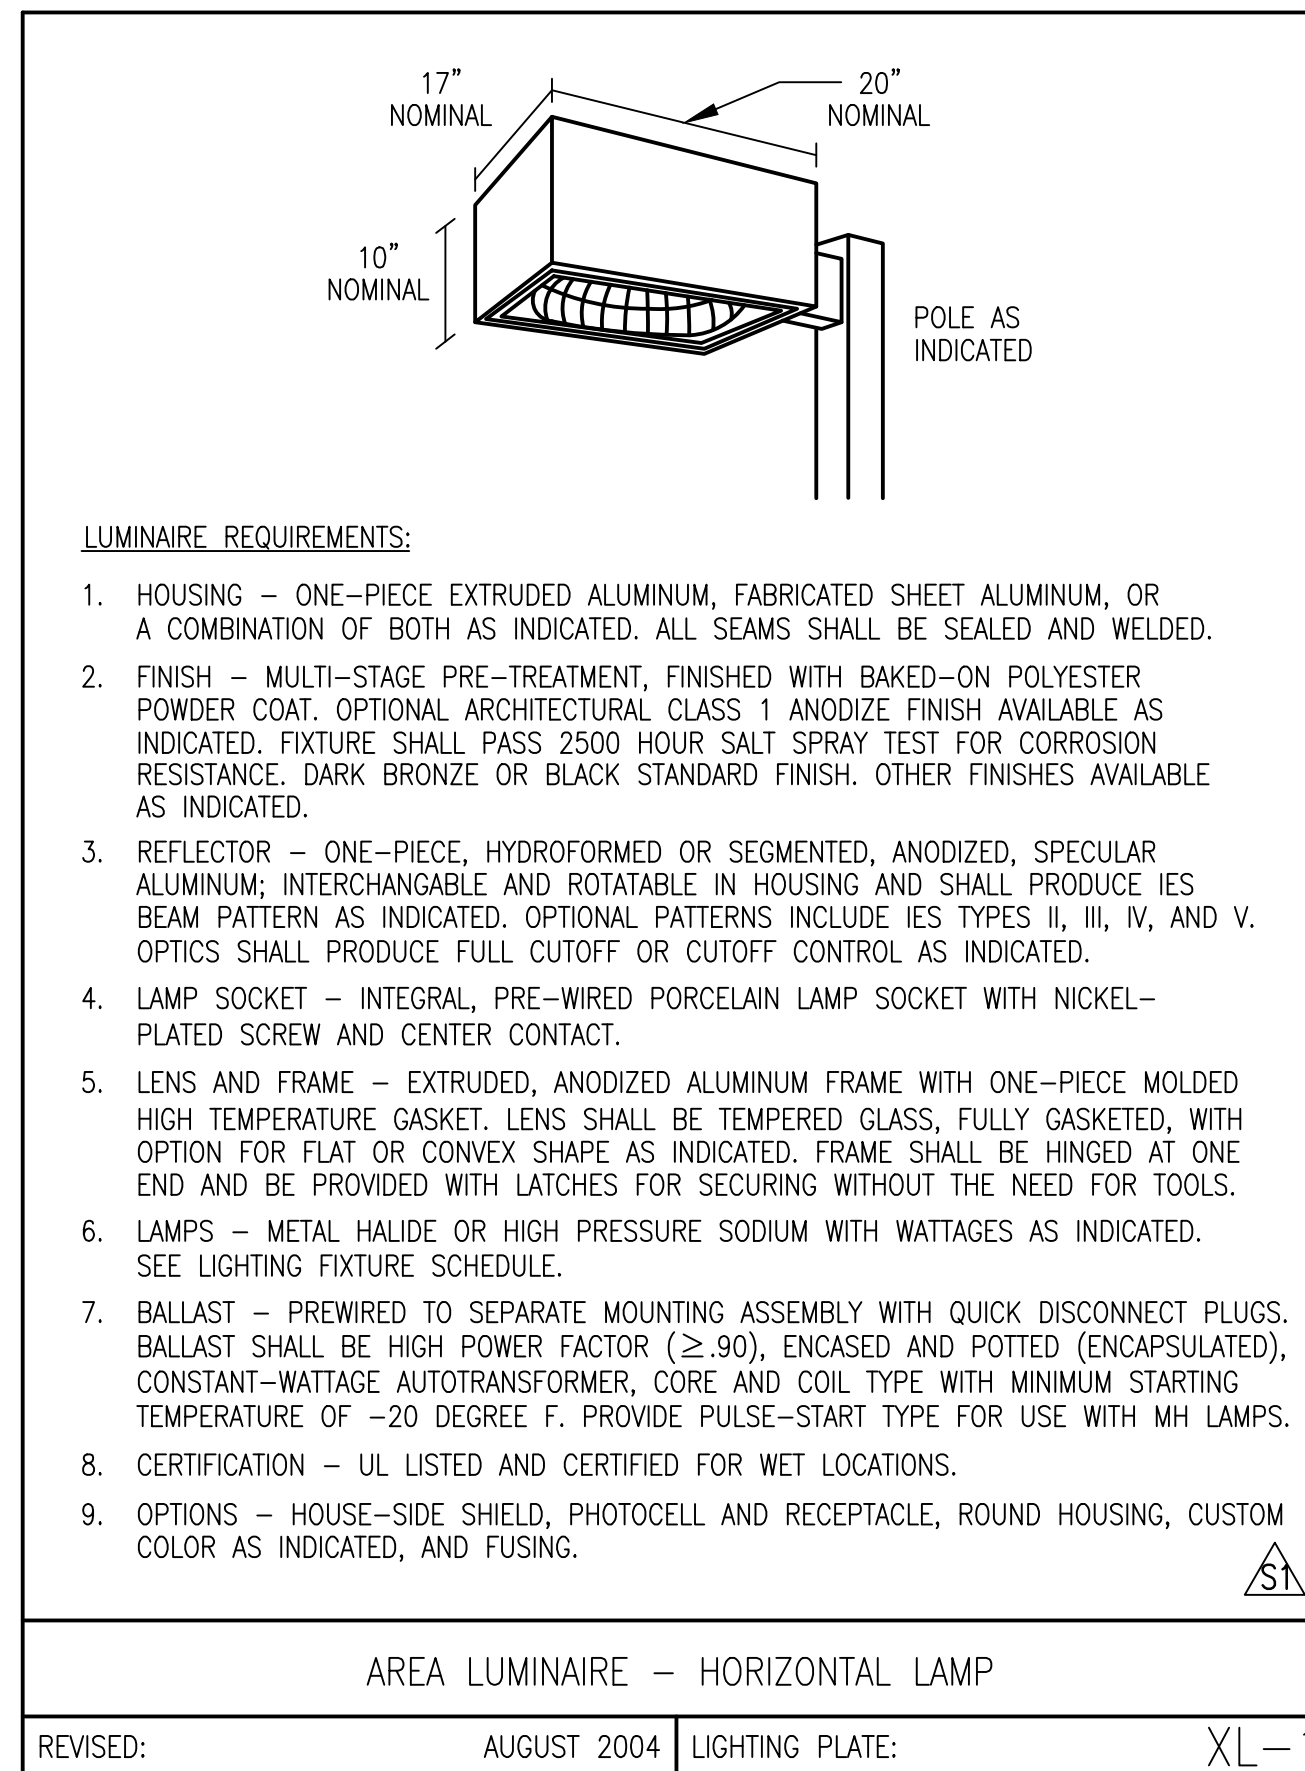 17"
NOMINAL
20"
NOMINAL
10"
NOMINAL
POLE AS
INDICATED
LUMINAIRE REQUIREMENTS:
1. HOUSING – ONE–PIECE EXTRUDED ALUMINUM, FABRICATED SHEET ALUMINUM, OR
A COMBINATION OF BOTH AS INDICATED. ALL SEAMS SHALL BE SEALED AND WELDED.
2. FINISH – MULTI–STAGE PRE–TREATMENT, FINISHED WITH BAKED–ON POLYESTER
POWDER COAT. OPTIONAL ARCHITECTURAL CLASS 1 ANODIZE FINISH AVAILABLE AS
INDICATED. FIXTURE SHALL PASS 2500 HOUR SALT SPRAY TEST FOR CORROSION
RESISTANCE. DARK BRONZE OR BLACK STANDARD FINISH. OTHER FINISHES AVAILABLE
AS INDICATED.
3. REFLECTOR – ONE–PIECE, HYDROFORMED OR SEGMENTED, ANODIZED, SPECULAR
ALUMINUM; INTERCHANGABLE AND ROTATABLE IN HOUSING AND SHALL PRODUCE IES
BEAM PATTERN AS INDICATED. OPTIONAL PATTERNS INCLUDE IES TYPES II, III, IV, AND V.
OPTICS SHALL PRODUCE FULL CUTOFF OR CUTOFF CONTROL AS INDICATED.
4. LAMP SOCKET – INTEGRAL, PRE–WIRED PORCELAIN LAMP SOCKET WITH NICKEL–
PLATED SCREW AND CENTER CONTACT.
5. LENS AND FRAME – EXTRUDED, ANODIZED ALUMINUM FRAME WITH ONE–PIECE MOLDED
HIGH TEMPERATURE GASKET. LENS SHALL BE TEMPERED GLASS, FULLY GASKETED, WITH
OPTION FOR FLAT OR CONVEX SHAPE AS INDICATED. FRAME SHALL BE HINGED AT ONE
END AND BE PROVIDED WITH LATCHES FOR SECURING WITHOUT THE NEED FOR TOOLS.
6. LAMPS – METAL HALIDE OR HIGH PRESSURE SODIUM WITH WATTAGES AS INDICATED.
SEE LIGHTING FIXTURE SCHEDULE.
7. BALLAST – PREWIRED TO SEPARATE MOUNTING ASSEMBLY WITH QUICK DISCONNECT PLUGS.
BALLAST SHALL BE HIGH POWER FACTOR (≥.90), ENCASED AND POTTED (ENCAPSULATED),
CONSTANT–WATTAGE AUTOTRANSFORMER, CORE AND COIL TYPE WITH MINIMUM STARTING
TEMPERATURE OF –20 DEGREE F. PROVIDE PULSE–START TYPE FOR USE WITH MH LAMPS.
8. CERTIFICATION – UL LISTED AND CERTIFIED FOR WET LOCATIONS.
9. OPTIONS – HOUSE–SIDE SHIELD, PHOTOCELL AND RECEPTACLE, ROUND HOUSING, CUSTOM
COLOR AS INDICATED, AND FUSING.
S1
AREA LUMINAIRE – HORIZONTAL LAMP
REVISED: AUGUST 2004
LIGHTING PLATE: